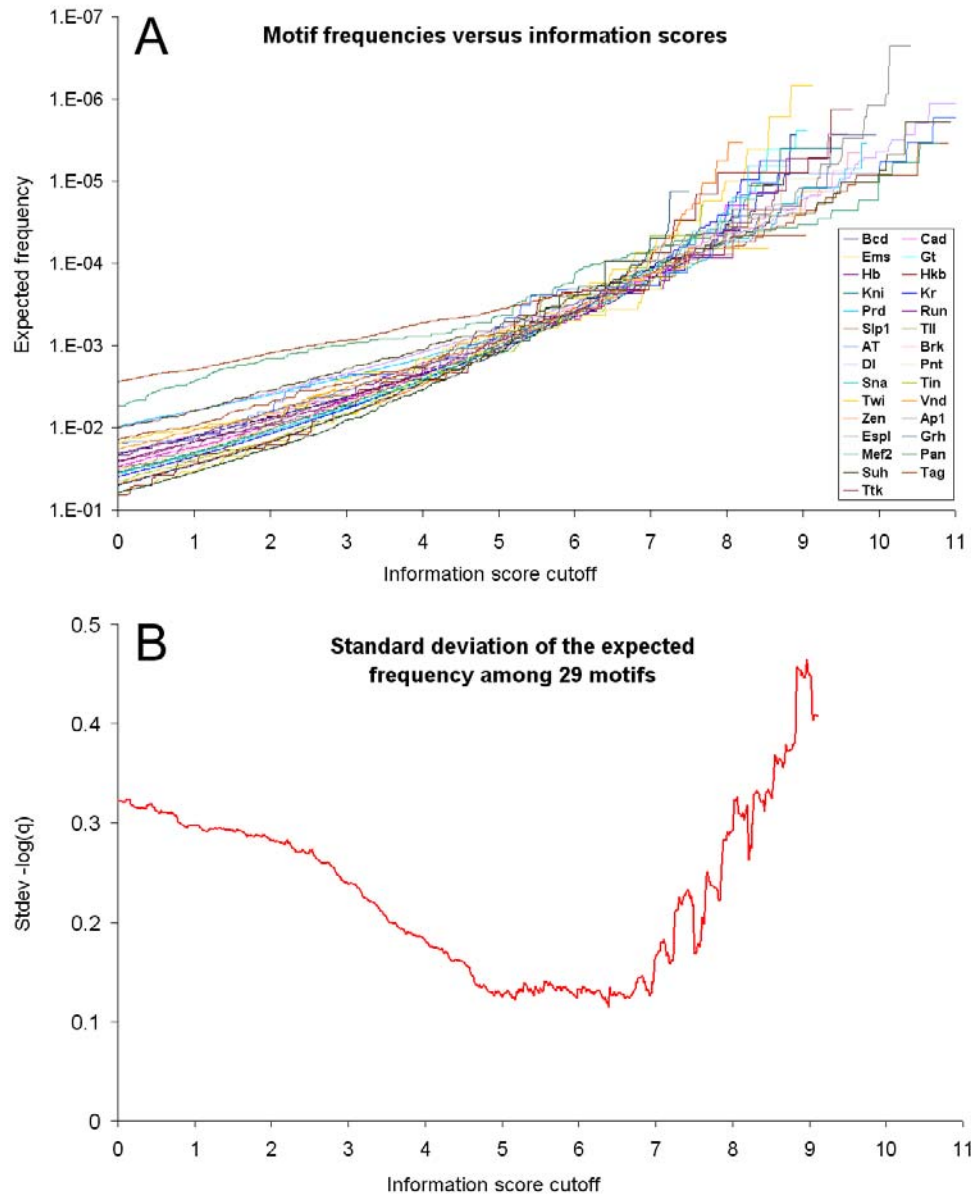 A
Motif frequencies versus information scores
1.E-07
1.E-06
1.E-05
1.E-04
1.E-03
1.E-02
1.E-01
Expected frequency
Bcd Cad
Ems Gt
Hb Hkb
Kni Kr
Prd Run
Slp1 Tll
AT Brk
Dl Pnt
Sna Tin
Twi Vnd
Zen Ap1
Espl Grh
Mef2 Pan
Suh Tag
Ttk
0 1 2 3 4 5 6 7 8 9 10 11
Information score cutoff
B
Standard deviation of the expected
frequency among 29 motifs
0.5
0.4
0.3
0.2
0.1
0
Stdev -log(q)
0 1 2 3 4 5 6 7 8 9 10 11
Information score cutoff